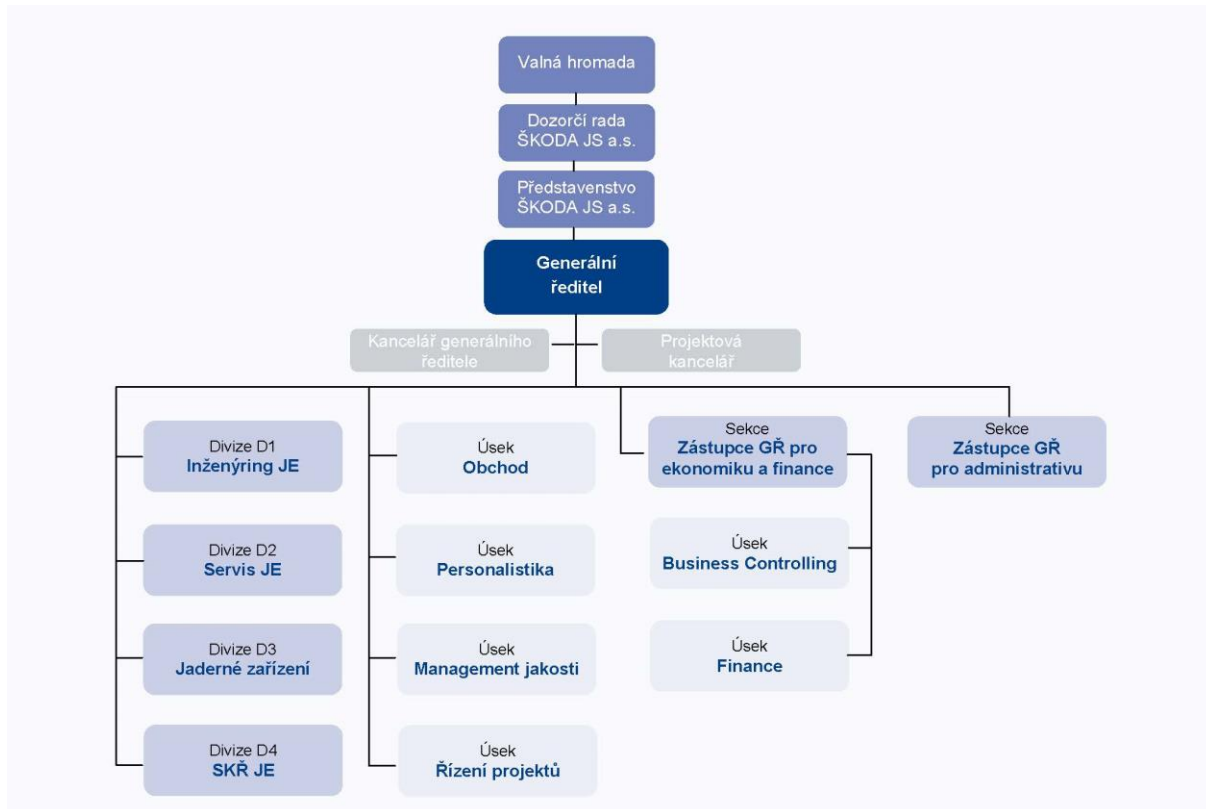 Valná hromada
Dozorčí rada
ŠKODA JS a.s.
Představenstvo
ŠKODA JS a.s.
Generální
ředitel
Kancelář generálního
ředitele
Projektová
kancelář
Divize D1
Inženýring JE
Divize D2
Servis JE
Divize D3
Jaderné zařízení
Divize D4
SKŘ JE
Úsek
Obchod
Úsek
Personalistika
Úsek
Management jakosti
Úsek
Řízení projektů
Sekce
Zástupce GŘ pro
ekonomiku a finance
Úsek
Business Controlling
Úsek
Finance
Sekce
Zástupce GŘ
pro administrativu